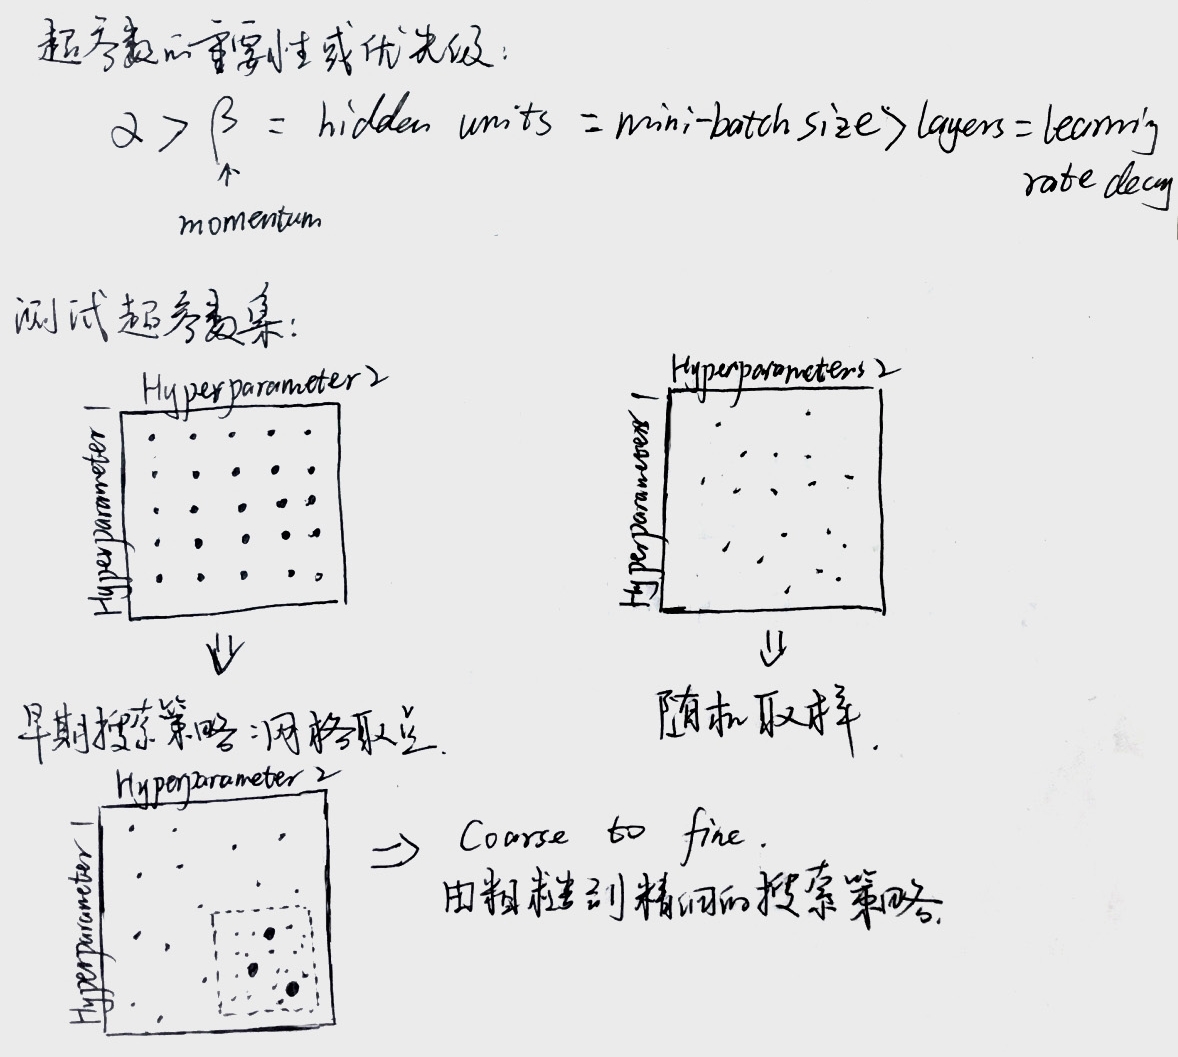 超参数的重要性或优先级:
α > β = hidden units = mini-batch size > layers = learning
rate decay
↑
momentum
测试超参数集:
Hyperparameter 2
Hyperparameter 1
Hyperparameters 2
Hyperparameters 1
⇓
⇓
早期搜索策略:网格取点.
随机取样.
Hyperparameter 2
Hyperparameter 1
⇒ Coarse to fine.
由粗糙到精细的搜索策略.